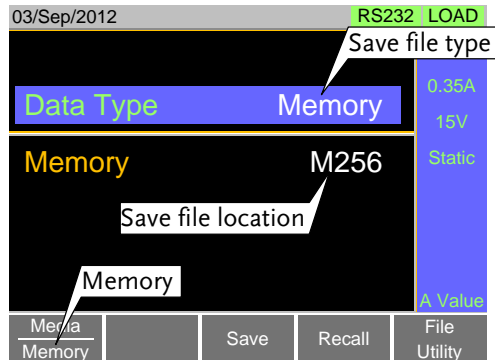 03/Sep/2012 RS232 LOAD
Save file type
Data Type Memory
0.35A
15V
Memory M256
Static
Save file location
Memory
A Value
Media
Memory
Save
Recall
File
Utility